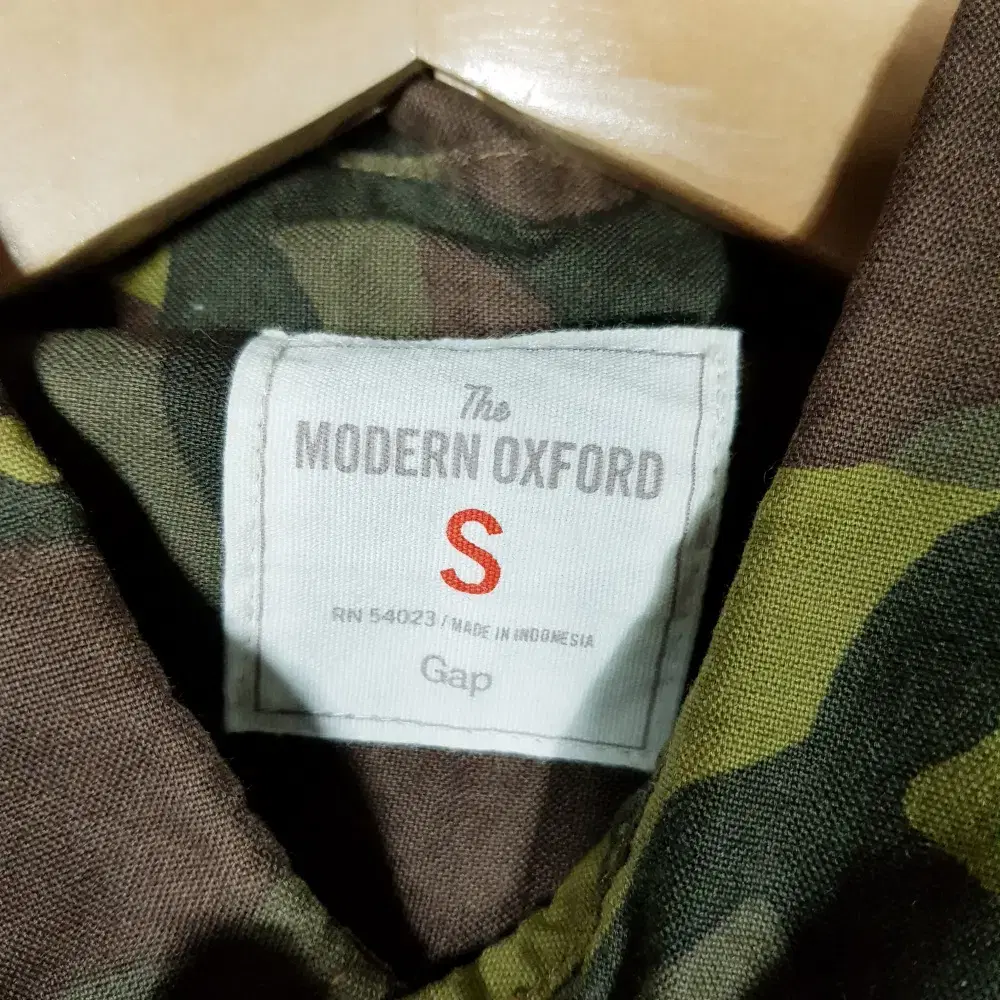 The
MODERN OXFORD
S
RN 54023 / MADE IN INDONESIA
Gap